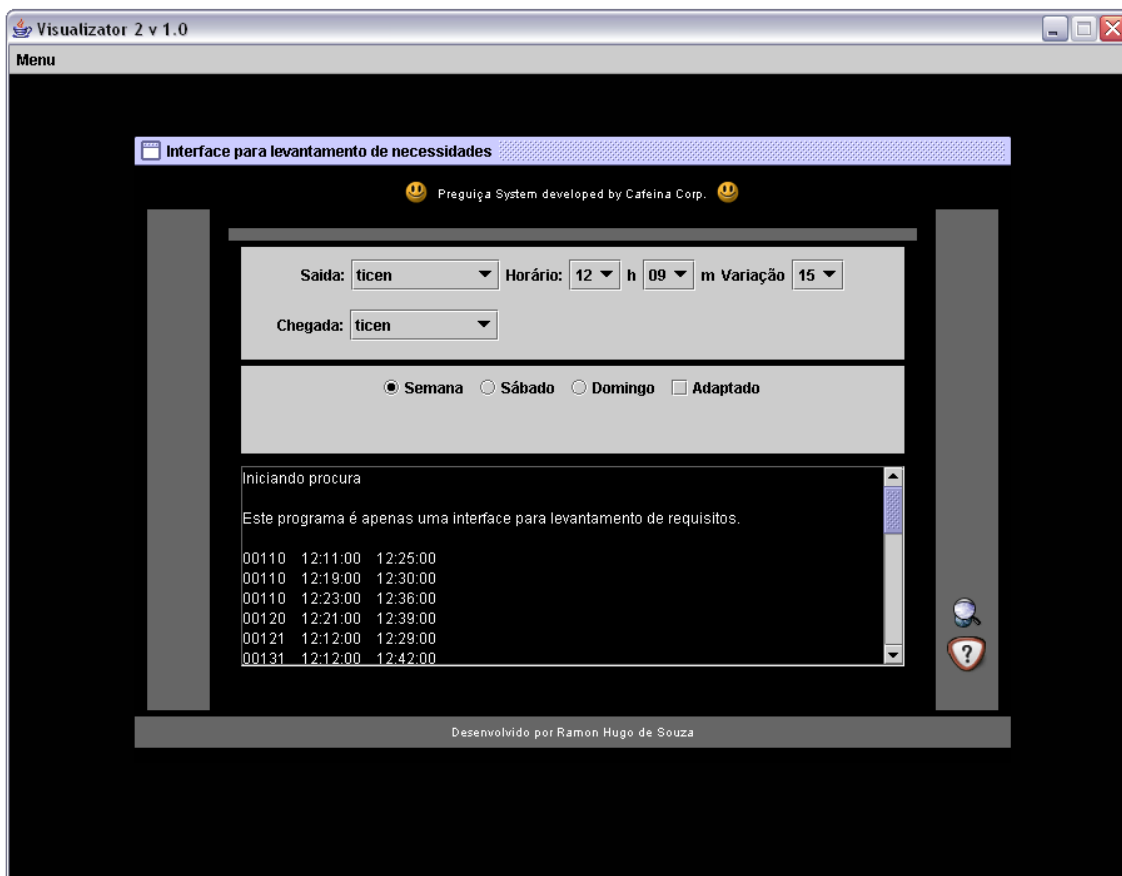 Visualizator 2 v 1.0
Menu
Interface para levantamento de necessidades
Preguiça System developed by Cafeina Corp.
Saida: ticen Horário: 12 h 09 m Variação 15
Chegada: ticen
Semana Sábado Domingo Adaptado
Iniciando procura
Este programa é apenas uma interface para levantamento de requisitos.
00110 12:11:00 12:25:00
00110 12:19:00 12:30:00
00110 12:23:00 12:36:00
00120 12:21:00 12:39:00
00121 12:12:00 12:29:00
00131 12:12:00 12:42:00
?
Desenvolvido por Ramon Hugo de Souza